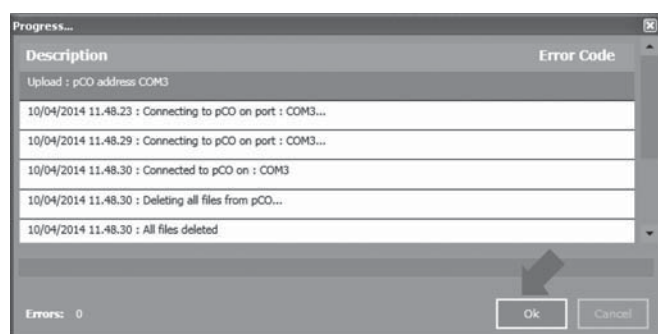 Progress...
Description Error Code
Upload : pCO address COM3
10/04/2014 11.48.23 : Connecting to pCO on port : COM3...
10/04/2014 11.48.29 : Connecting to pCO on port : COM3...
10/04/2014 11.48.30 : Connected to pCO on : COM3
10/04/2014 11.48.30 : Deleting all files from pCO...
10/04/2014 11.48.30 : All files deleted
Errors: 0 Ok Cancel